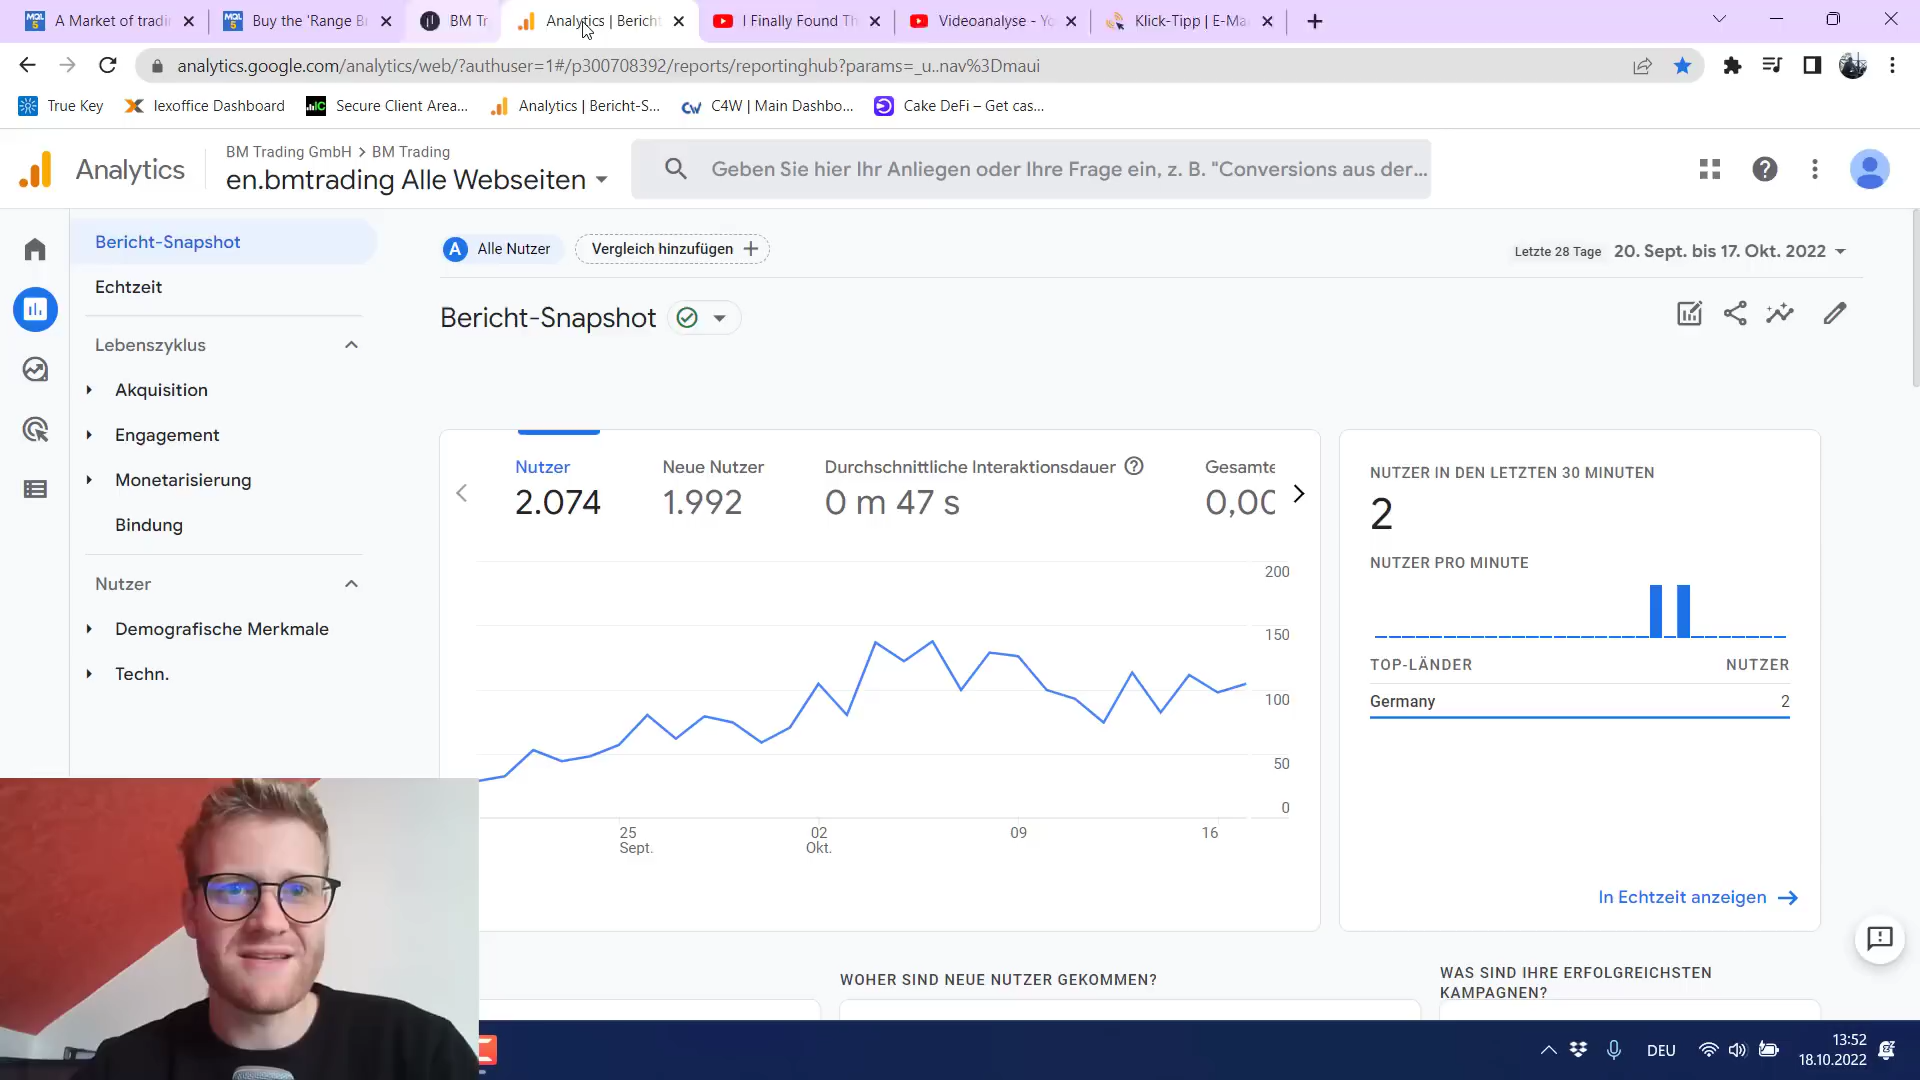 A Market of tradi
Buy the 'Range B
BM Tr
Analytics | Bericht
I Finally Found Th
Videoanalyse - Yo
Klick-Tipp | E-Ma
analytics.google.com/analytics/web/?authuser=1#/p300708392/reports/reportinghub?params=_u..nav%3Dmaui
True Key
lexoffice Dashboard
Secure Client Area...
Analytics | Bericht-S...
C4W | Main Dashbo...
Cake DeFi – Get cas...
Analytics
BM Trading GmbH > BM Trading
en.bmtrading Alle Webseiten
Geben Sie hier Ihr Anliegen oder Ihre Frage ein, z. B. "Conversions aus der...
Bericht-Snapshot
Echtzeit
Lebenszyklus
Akquisition
Engagement
Monetarisierung
Bindung
Nutzer
Demografische Merkmale
Techn.
A Alle Nutzer
Vergleich hinzufügen
Letzte 28 Tage 20. Sept. bis 17. Okt. 2022
Bericht-Snapshot
Nutzer
2.074
Neue Nutzer
1.992
Durchschnittliche Interaktionsdauer
0 m 47 s
Gesamte
0,00
200
150
100
50
0
25
Sept.
02
Okt.
09
16
NUTZER IN DEN LETZTEN 30 MINUTEN
2
NUTZER PRO MINUTE
TOP-LÄNDER NUTZER
Germany 2
In Echtzeit anzeigen
WOHER SIND NEUE NUTZER GEKOMMEN?
WAS SIND IHRE ERFOLGREICHSTEN
KAMPAGNEN?
DEU
13:52
18.10.2022